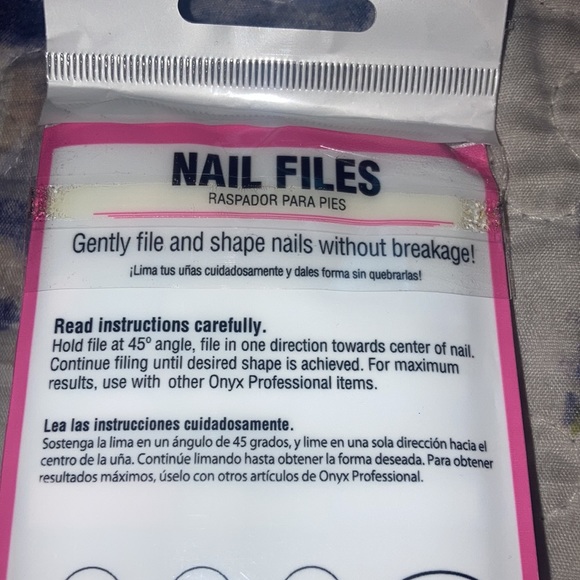 NAIL FILES
RASPADOR PARA PIES
Gently file and shape nails without breakage!
¡Lima tus uñas cuidadosamente y dales forma sin quebrarlas!
Read instructions carefully.
Hold file at 45º angle, file in one direction towards center of nail.
Continue filing until desired shape is achieved. For maximum
results, use with other Onyx Professional items.
Lea las instrucciones cuidadosamente.
Sostenga la lima en un ángulo de 45 grados, y lime en una sola dirección hacia el
centro de la uña. Continúe limando hasta obtener la forma deseada. Para obtener
resultados máximos, úselo con otros artículos de Onyx Professional.